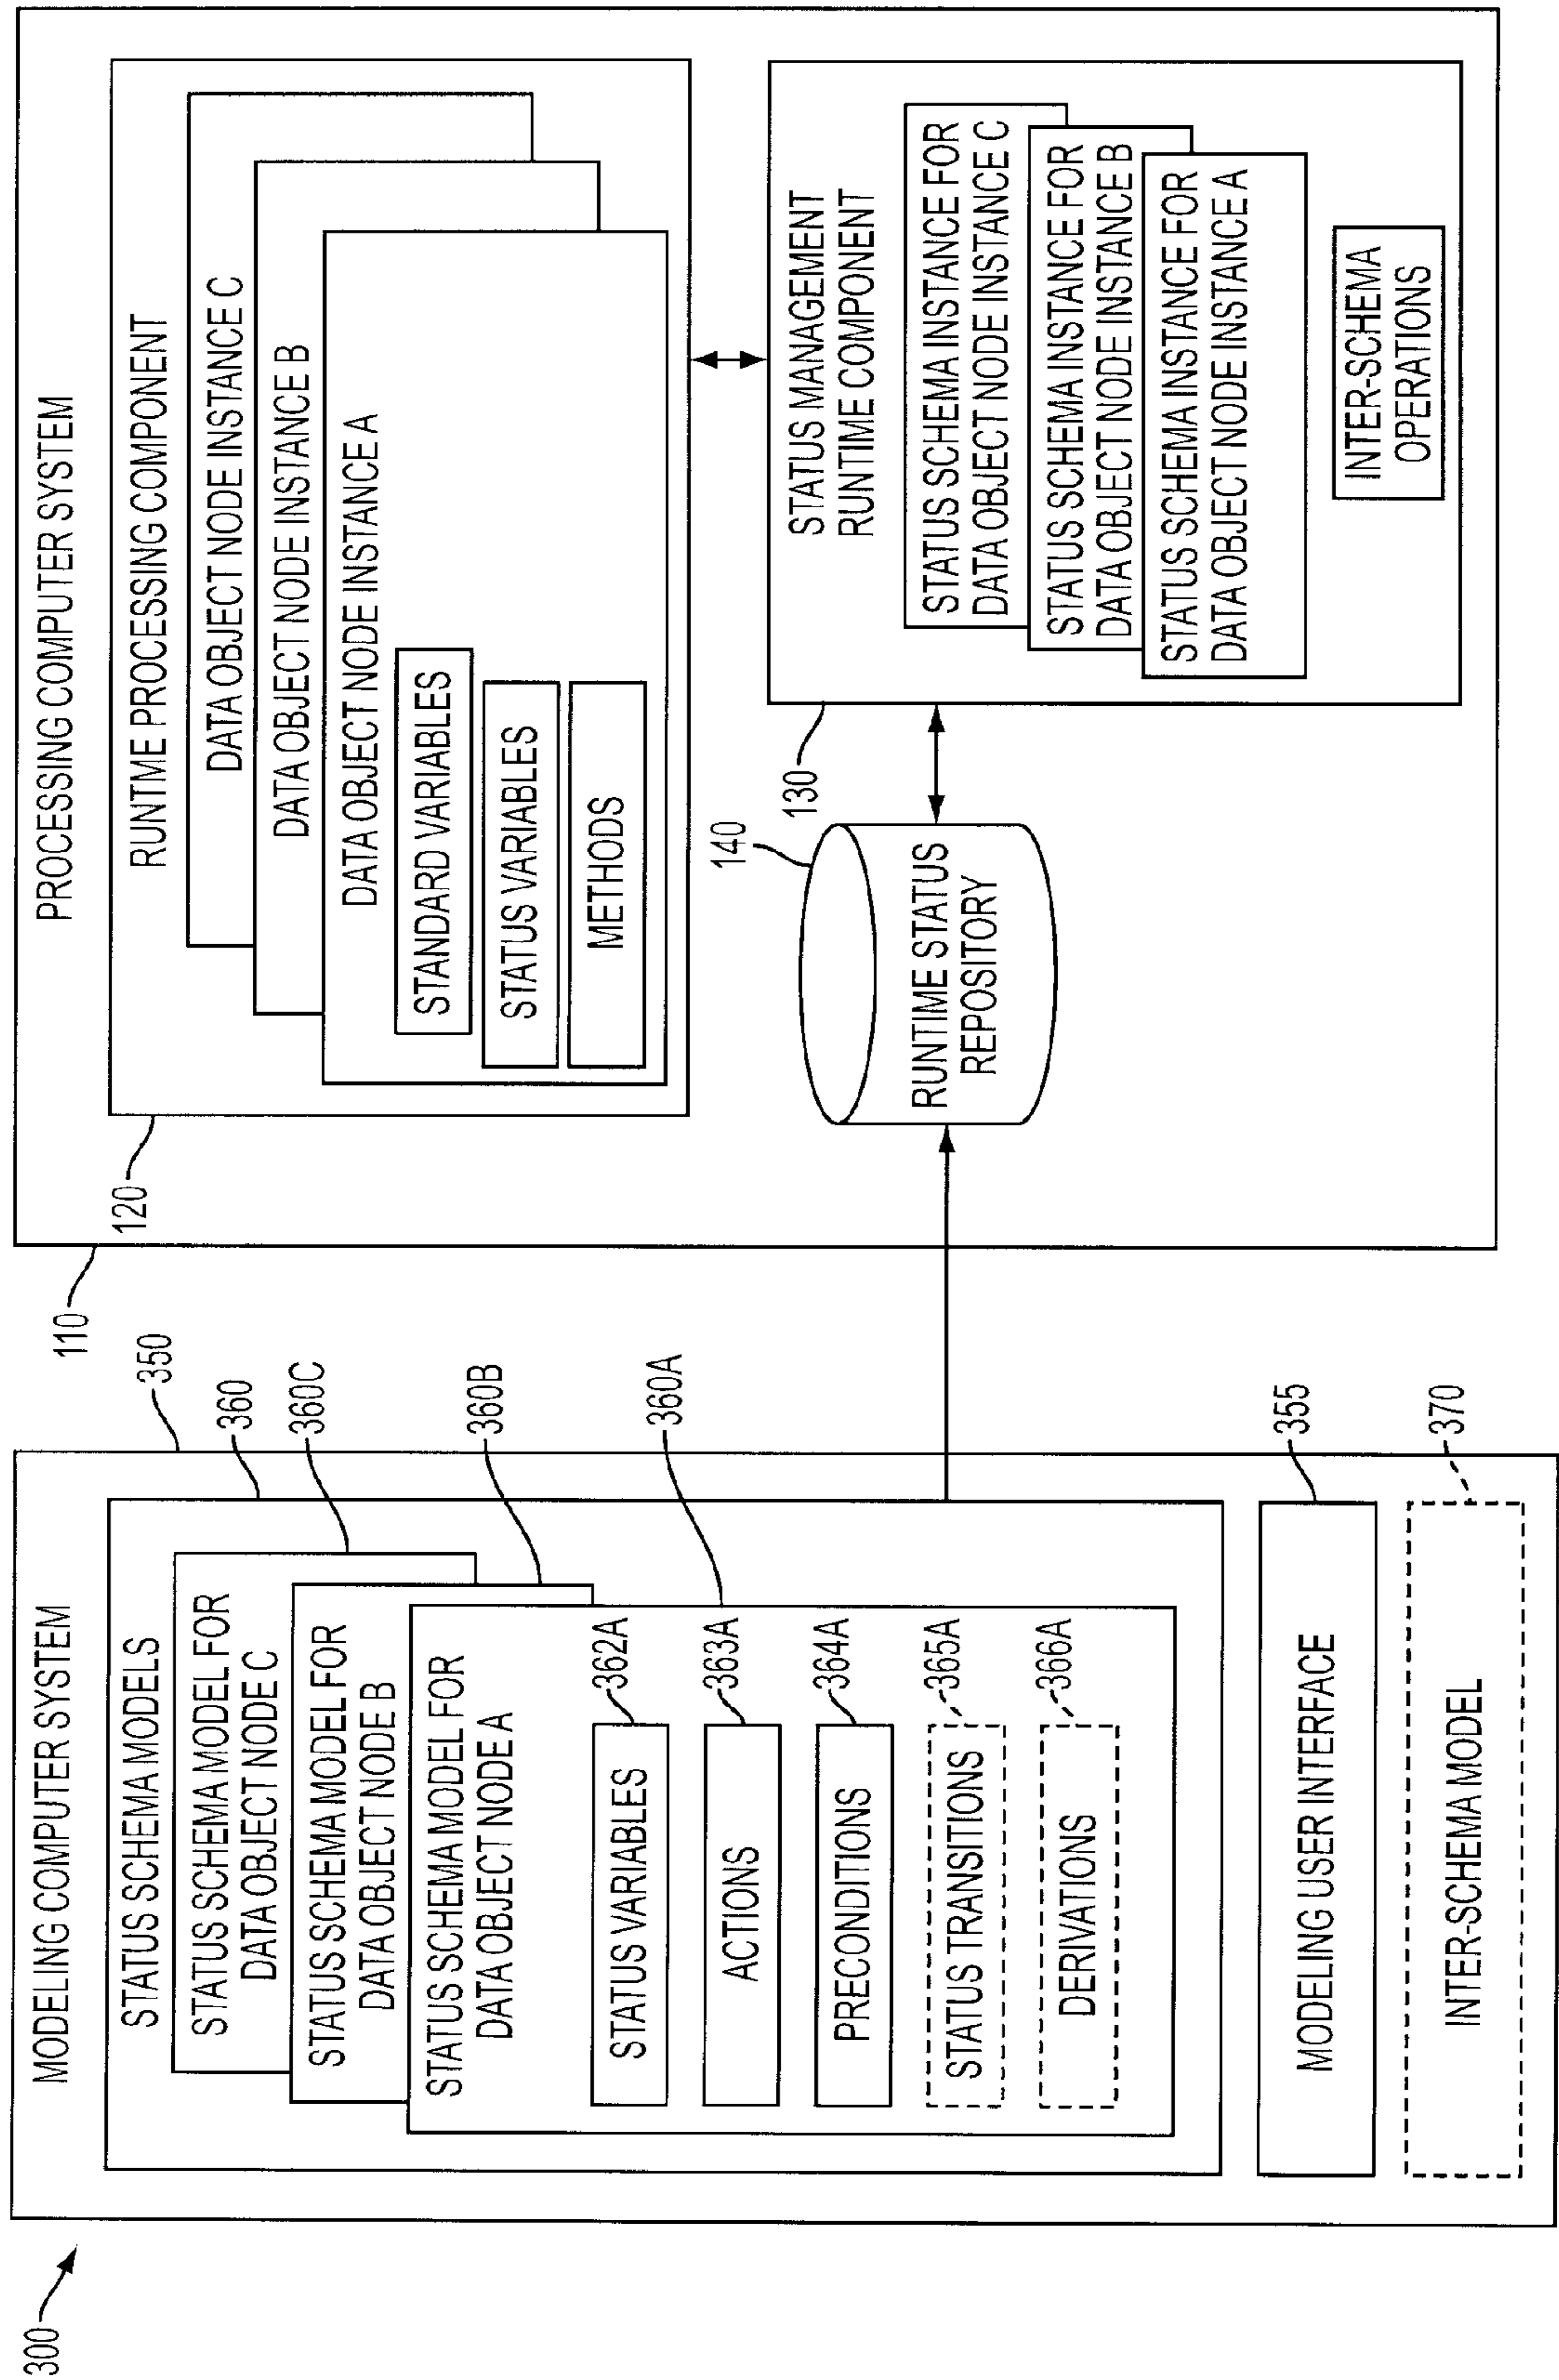 300
MODELING COMPUTER SYSTEM
350
STATUS SCHEMA MODELS
360
STATUS SCHEMA MODEL FOR
DATA OBJECT NODE C
360C
STATUS SCHEMA MODEL FOR
DATA OBJECT NODE B
360B
STATUS SCHEMA MODEL FOR
DATA OBJECT NODE A
360A
STATUS VARIABLES
362A
ACTIONS
363A
PRECONDITIONS
364A
STATUS TRANSITIONS
365A
DERIVATIONS
366A
MODELING USER INTERFACE
355
INTER-SCHEMA MODEL
370
110
PROCESSING COMPUTER SYSTEM
120
RUNTIME PROCESSING COMPONENT
DATA OBJECT NODE INSTANCE C
DATA OBJECT NODE INSTANCE B
DATA OBJECT NODE INSTANCE A
STANDARD VARIABLES
STATUS VARIABLES
METHODS
140
RUNTIME STATUS
REPOSITORY
130
STATUS MANAGEMENT
RUNTIME COMPONENT
STATUS SCHEMA INSTANCE FOR
DATA OBJECT NODE INSTANCE C
STATUS SCHEMA INSTANCE FOR
DATA OBJECT NODE INSTANCE B
STATUS SCHEMA INSTANCE FOR
DATA OBJECT NODE INSTANCE A
INTER-SCHEMA
OPERATIONS